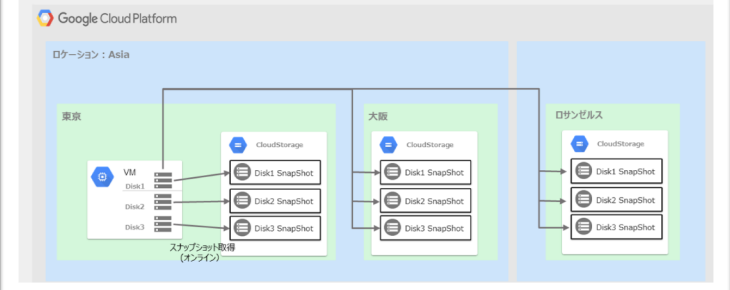 Google Cloud Platform
ロケーション：Asia
東京
大阪
ロサンゼルス
VM
Disk1
Disk2
Disk3
スナップショット取得
(オンライン)
CloudStorage
Disk1 SnapShot
Disk2 SnapShot
Disk3 SnapShot
CloudStorage
Disk1 SnapShot
Disk2 SnapShot
Disk3 SnapShot
CloudStorage
Disk1 SnapShot
Disk2 SnapShot
Disk3 SnapShot